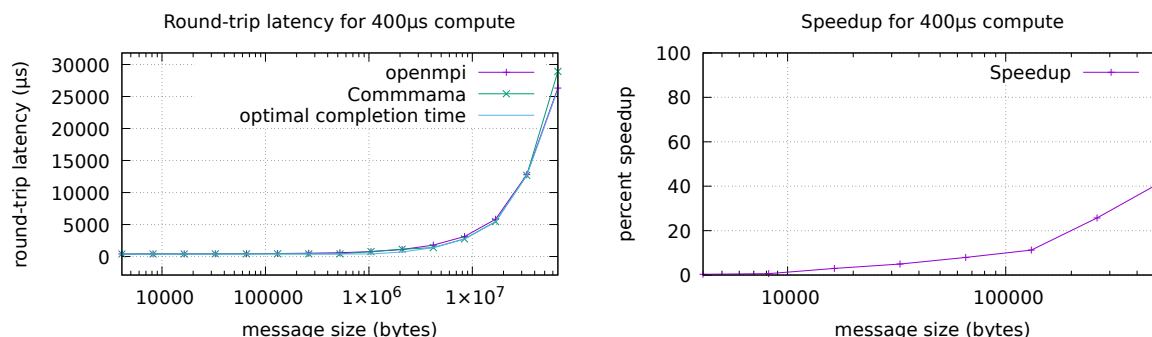 Round-trip latency for 400µs compute
round-trip latency (µs)
30000
25000
20000
15000
10000
5000
0
openmpi
Commmama
optimal completion time
10000
100000
1×10⁶
1×10⁷
message size (bytes)
Speedup for 400µs compute
percent speedup
100
80
60
40
20
0
Speedup
10000
100000
message size (bytes)